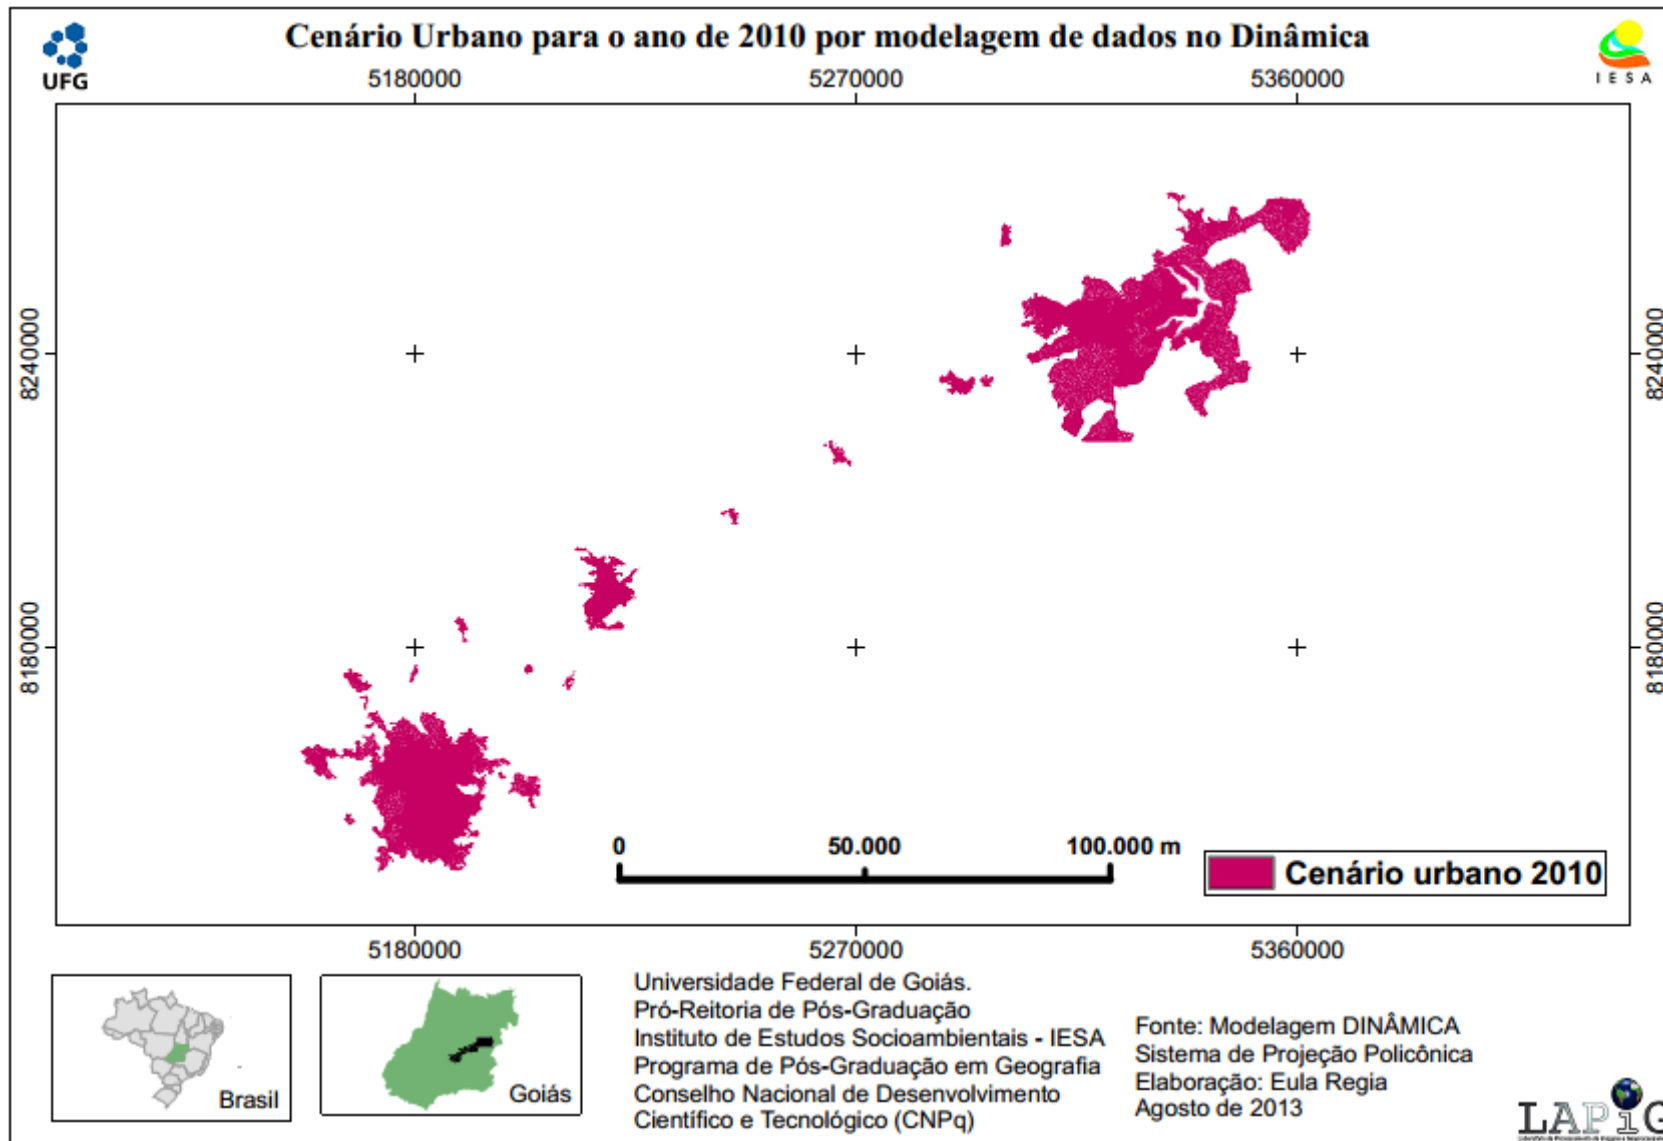 Cenário Urbano para o ano de 2010 por modelagem de dados no Dinâmica
UFG
IESA
5180000 5270000 5360000
8240000 8240000
8180000 8180000
0 50.000 100.000 m
Cenário urbano 2010
5180000 5270000 5360000
Brasil
Goiás
Universidade Federal de Goiás.
Pró-Reitoria de Pós-Graduação
Instituto de Estudos Socioambientais - IESA
Programa de Pós-Graduação em Geografia
Conselho Nacional de Desenvolvimento
Científico e Tecnológico (CNPq)
Fonte: Modelagem DINÂMICA
Sistema de Projeção Policônica
Elaboração: Eula Regia
Agosto de 2013
LAPiG